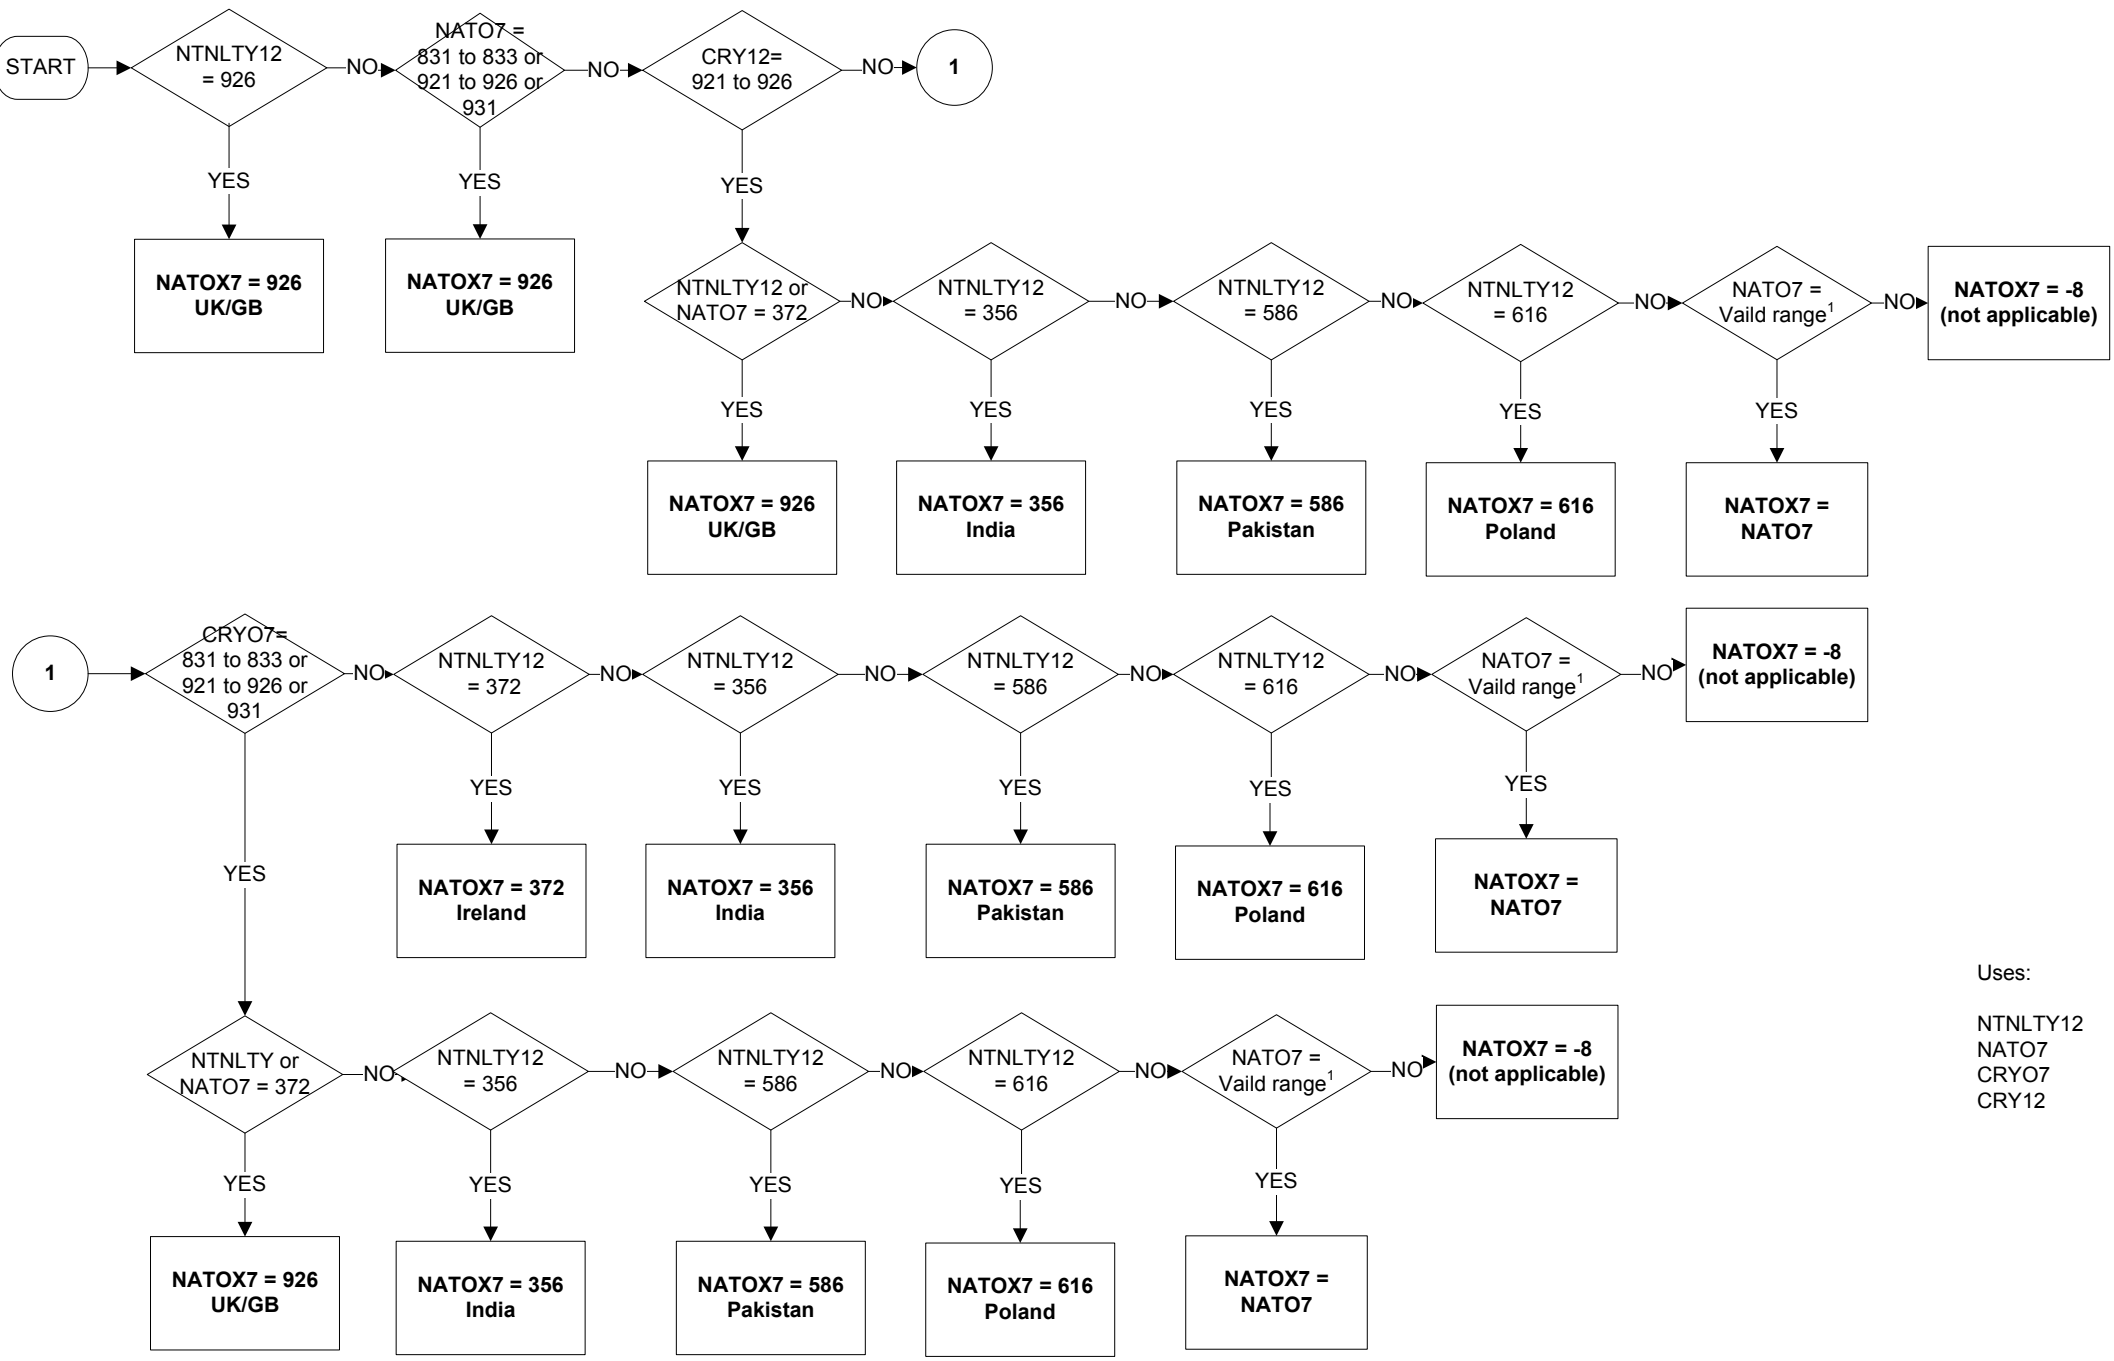 START
NTNLTY12
= 926
NO
NATO7 =
831 to 833 or
921 to 926 or
931
NO
CRY12=
921 to 926
NO
1
YES
YES
YES
NATOX7 = 926
UK/GB
NATOX7 = 926
UK/GB
NTNLTY12 or
NATO7 = 372
NO
NTNLTY12
= 356
NO
NTNLTY12
= 586
NO
NTNLTY12
= 616
NO
NATO7 =
Vaild range¹
NO
NATOX7 = -8
(not applicable)
YES
YES
YES
YES
YES
NATOX7 = 926
UK/GB
NATOX7 = 356
India
NATOX7 = 586
Pakistan
NATOX7 = 616
Poland
NATOX7 =
NATO7
1
CRYO7=
831 to 833 or
921 to 926 or
931
NO
NTNLTY12
= 372
NO
NTNLTY12
= 356
NO
NTNLTY12
= 586
NO
NTNLTY12
= 616
NO
NATO7 =
Vaild range¹
NO
NATOX7 = -8
(not applicable)
YES
YES
YES
YES
YES
YES
NATOX7 = 372
Ireland
NATOX7 = 356
India
NATOX7 = 586
Pakistan
NATOX7 = 616
Poland
NATOX7 =
NATO7
NTNLTY or
NATO7 = 372
NO
NTNLTY12
= 356
NO
NTNLTY12
= 586
NO
NTNLTY12
= 616
NO
NATO7 =
Vaild range¹
NO
NATOX7 = -8
(not applicable)
YES
YES
YES
YES
YES
NATOX7 = 926
UK/GB
NATOX7 = 356
India
NATOX7 = 586
Pakistan
NATOX7 = 616
Poland
NATOX7 =
NATO7
Uses:
NTNLTY12
NATO7
CRYO7
CRY12